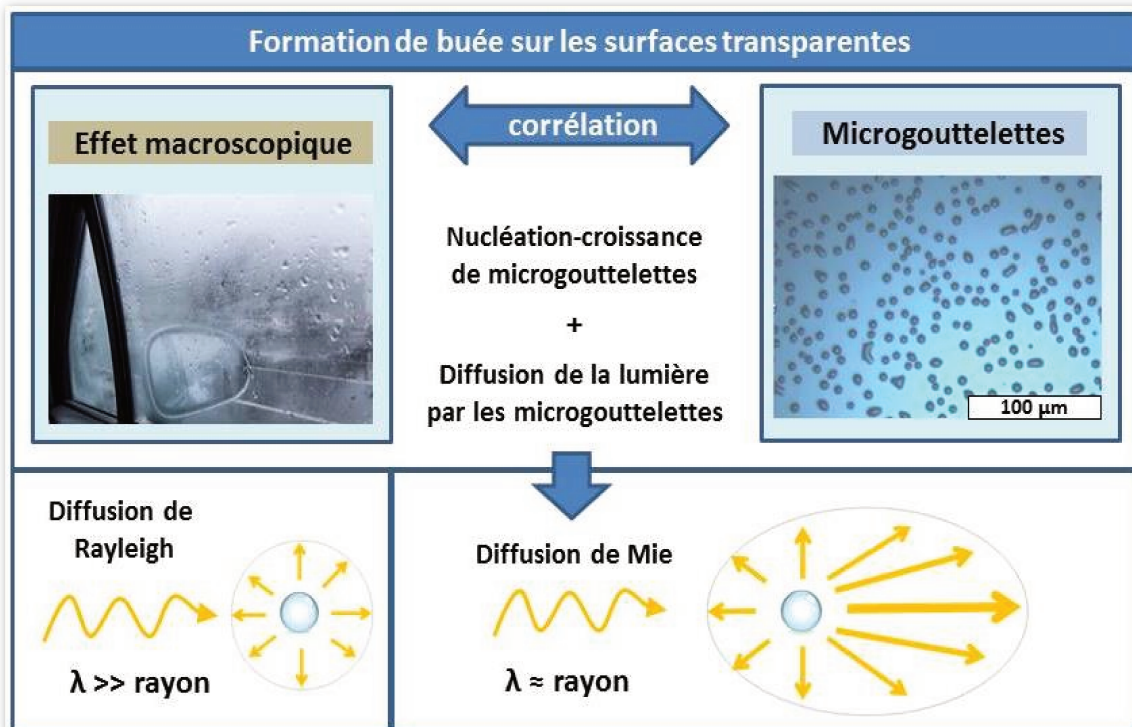 Formation de buée sur les surfaces transparentes
Effet macroscopique
corrélation
Microgouttelettes
Nucléation-croissance
de microgouttelettes
+
Diffusion de la lumière
par les microgouttelettes
100 µm
Diffusion de
Rayleigh
λ >> rayon
Diffusion de Mie
λ ≈ rayon